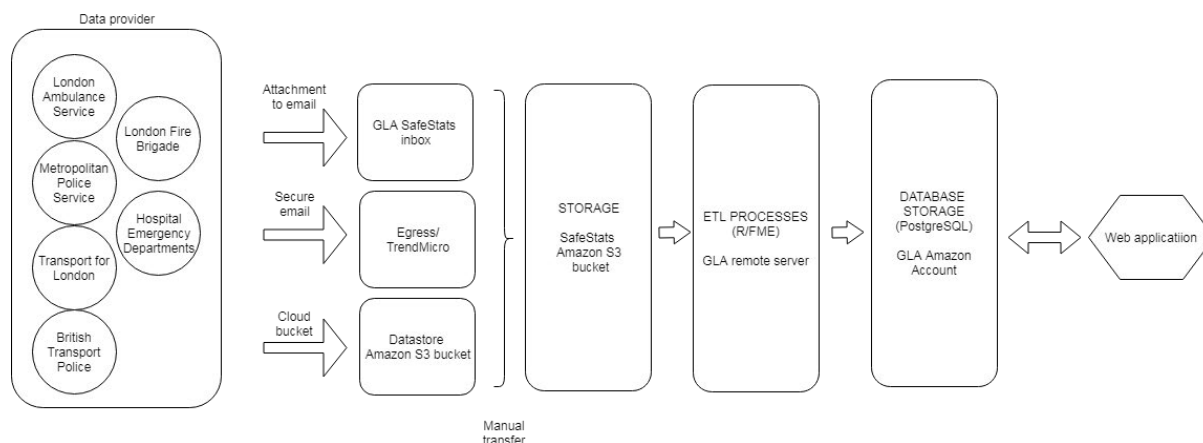 Data provider
London
Ambulance
Service
London Fire
Brigade
Metropolitan
Police
Service
Hospital
Emergency
Departments
Transport for
London
British
Transport
Police
Attachment
to email
Secure
email
Cloud
bucket
GLA SafeStats
inbox
Egress/
TrendMicro
Datastore
Amazon S3 bucket
Manual
transfer
STORAGE
SafeStats
Amazon S3
bucket
ETL PROCESSES
(R/FME)
GLA remote server
DATABASE
STORAGE
(PostgreSQL)
GLA Amazon
Account
Web applicatiion